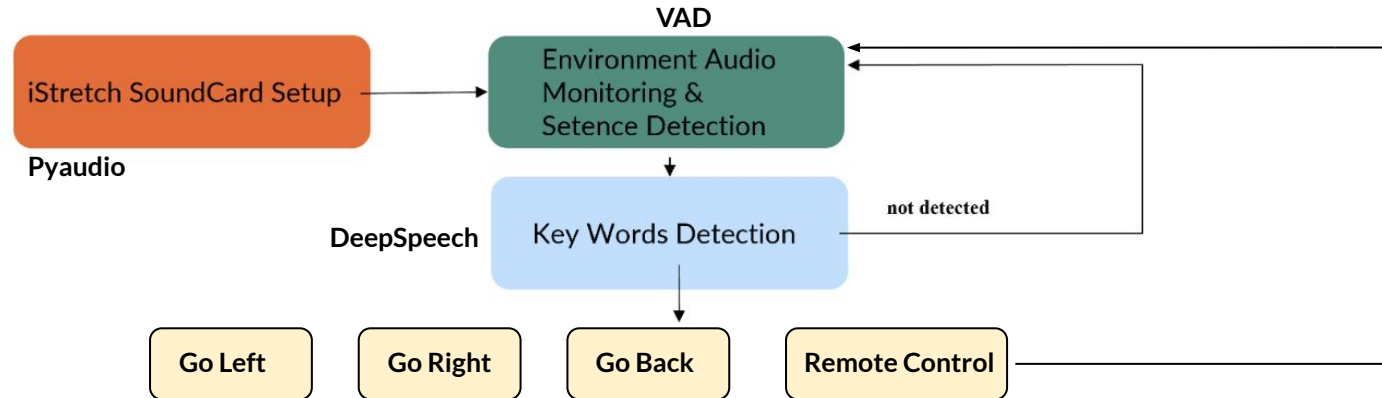 VAD
iStretch SoundCard Setup
Environment Audio
Monitoring &
Setence Detection
Pyaudio
not detected
DeepSpeech
Key Words Detection
Go Left
Go Right
Go Back
Remote Control